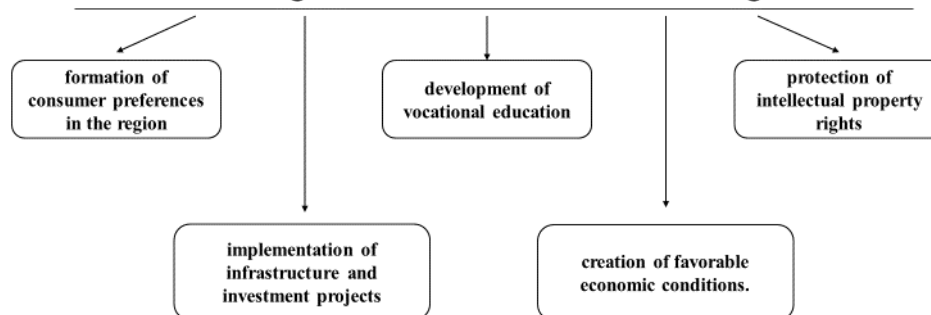 formation of
consumer preferences
in the region
development of
vocational education
protection of
intellectual property
rights
implementation of
infrastructure and
investment projects
creation of favorable
economic conditions.